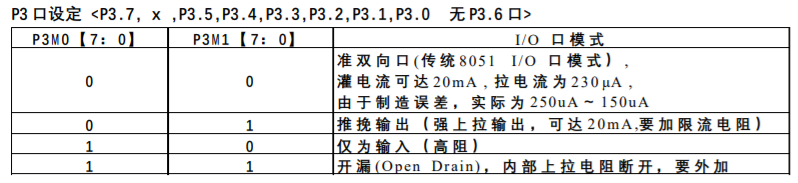 P3口设定 <P3.7, x ,P3.5,P3.4,P3.3,P3.2,P3.1,P3.0 无P3.6口>
P3M0【7: 0】 P3M1【7: 0】 I/O 口模式
0 0 准双向口(传统8051 I/O 口模式),
灌电流可达20mA , 拉电流为230μA ,
由于制造误差，实际为250uA～150uA
0 1 推挽输出（强上拉输出，可达20mA,要加限流电阻）
1 0 仅为输入（高阻）
1 1 开漏(Open Drain)，内部上拉电阻断开，要外加